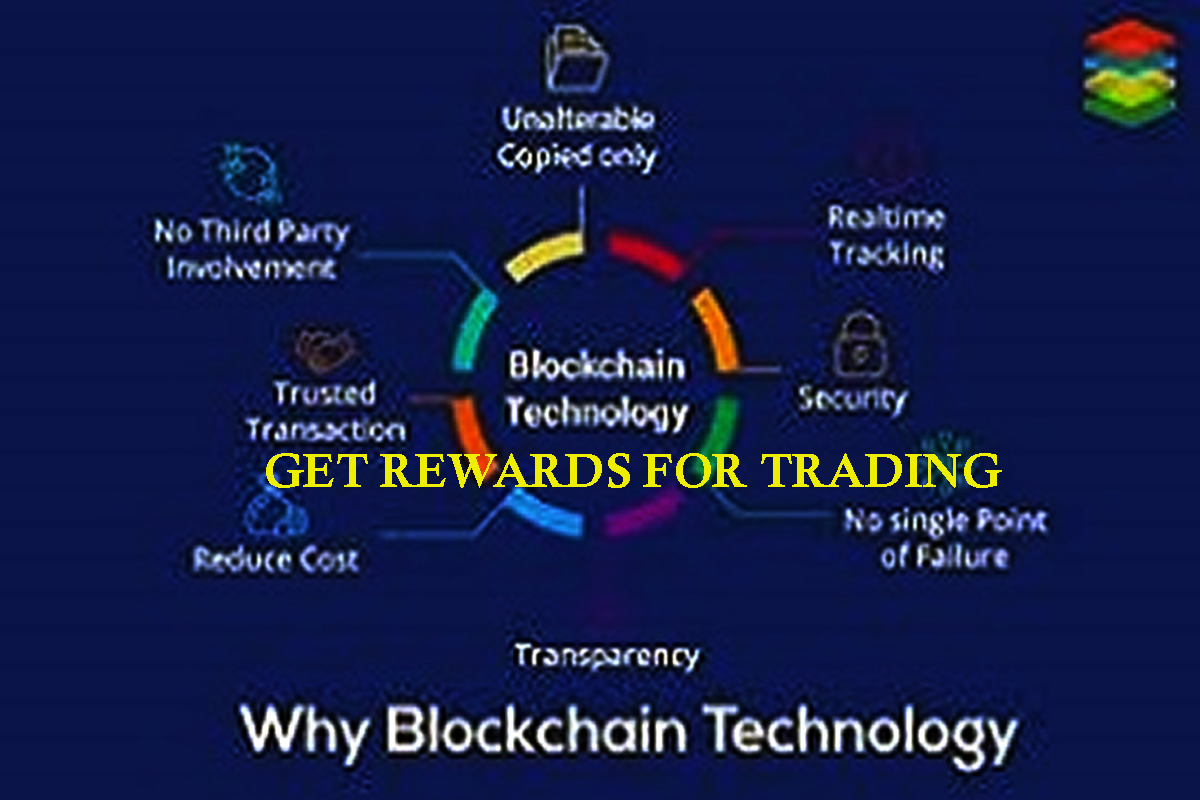 Unalterable
Copied only
No Third Party
Involvement
Realtime
Tracking
Blockchain
Technology
Trusted
Transaction
Security
GET REWARDS FOR TRADING
Reduce Cost
No single Point
of Failure
Transparency
Why Blockchain Technology